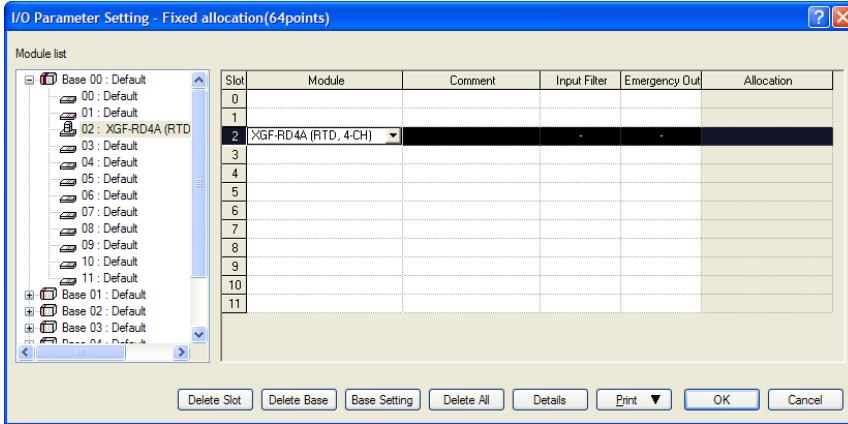 I/O Parameter Setting - Fixed allocation(64points)
Module list
Base 00 : Default
00 : Default
01 : Default
02 : XGF-RD4A (RTD
03 : Default
04 : Default
05 : Default
06 : Default
07 : Default
08 : Default
09 : Default
10 : Default
11 : Default
Base 01 : Default
Base 02 : Default
Base 03 : Default
Base 04 : Default
Slot Module Comment Input Filter Emergency Out Allocation
0
1
2 XGF-RD4A (RTD, 4-CH) - -
3
4
5
6
7
8
9
10
11
Delete Slot Delete Base Base Setting Delete All Details Print ▼ OK Cancel